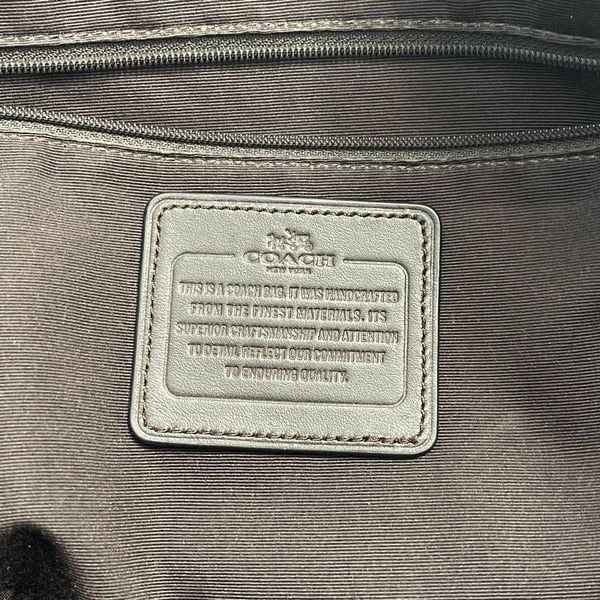 COACH
NEW YORK
THIS IS A COACH BAG. IT WAS HANDCRAFTED
FROM THE FINEST MATERIALS. ITS
SUPERIOR CRAFTSMANSHIP AND ATTENTION
TO DETAIL REFLECT OUR COMMITMENT
TO ENDURING QUALITY.